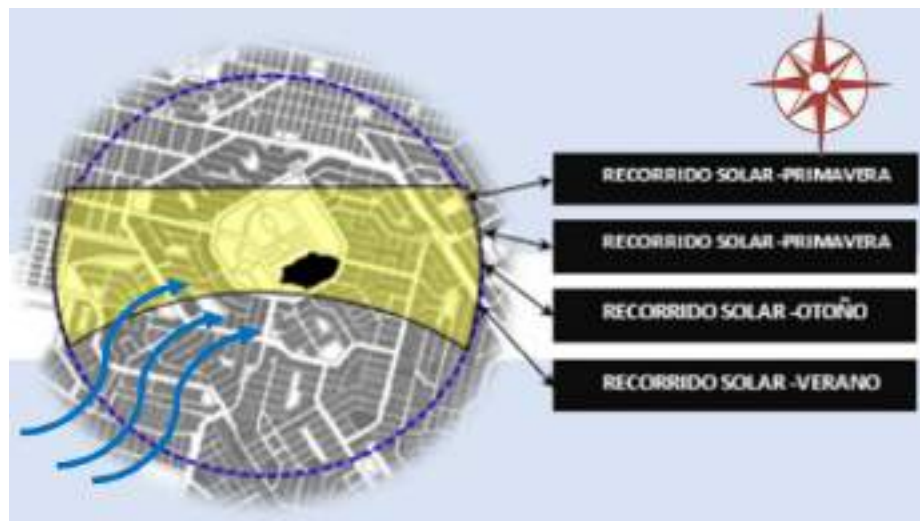 RECORRIDO SOLAR -PRIMAVERA
RECORRIDO SOLAR -PRIMAVERA
RECORRIDO SOLAR -OTOÑO
RECORRIDO SOLAR -VERANO